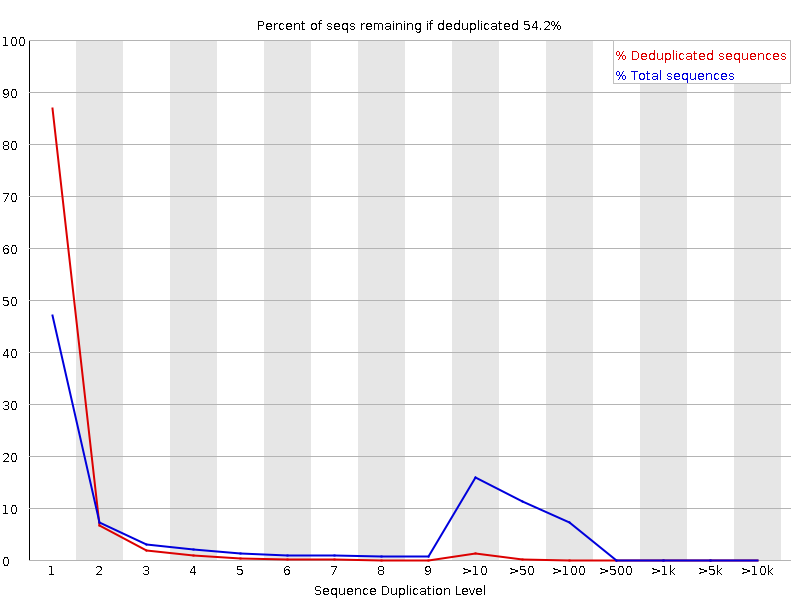 Percent of seqs remaining if deduplicated 54.2%
% Deduplicated sequences
% Total sequences
100
90
80
70
60
50
40
30
20
10
0
1 2 3 4 5 6 7 8 9 >10 >50 >100 >500 >1k >5k >10k
Sequence Duplication Level